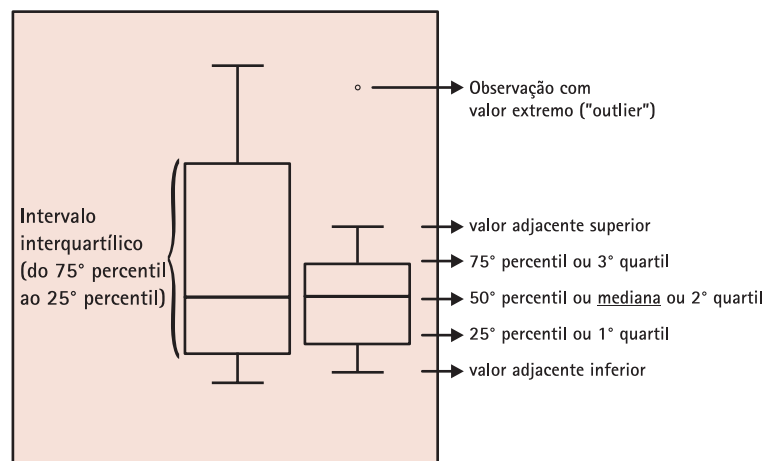 Observação com
valor extremo ("outlier")
Intervalo
interquartílico
(do 75° percentil
ao 25° percentil)
valor adjacente superior
75° percentil ou 3° quartil
50° percentil ou mediana ou 2° quartil
25° percentil ou 1° quartil
valor adjacente inferior